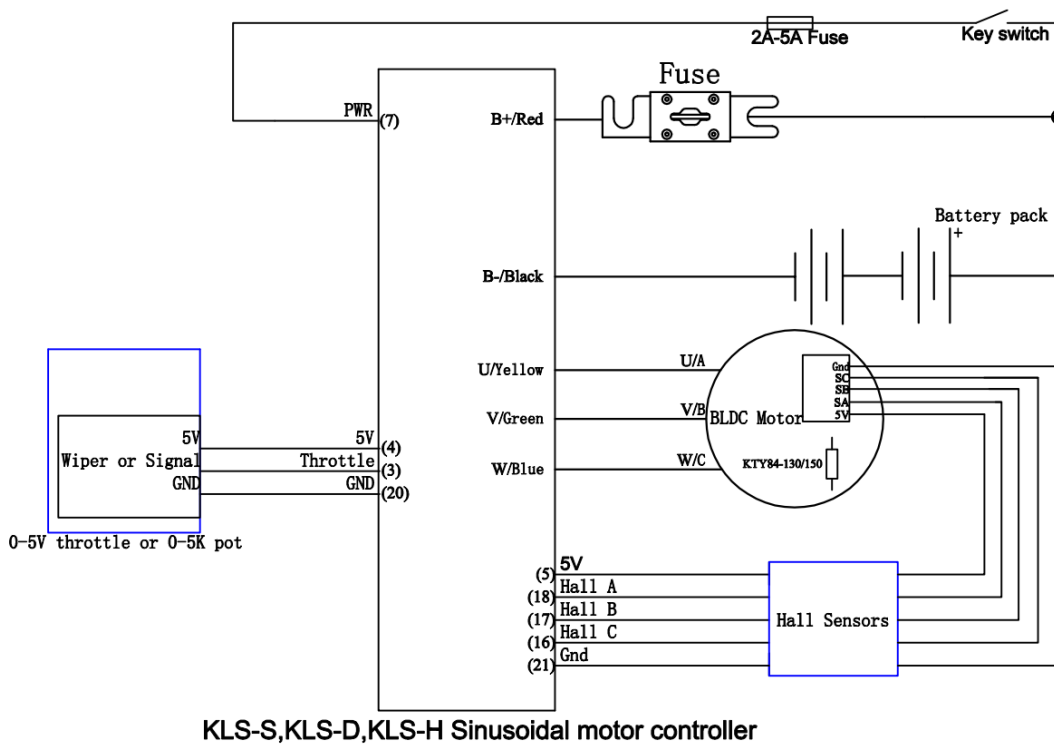 2A-5A Fuse
Key switch
Fuse
PWR
(7)
B+/Red
Battery pack
+
B-/Black
U/Yellow
U/A
Gnd
SC
SB
SA
5V
V/Green
V/B
BLDC Motor
W/Blue
W/C
KTY84-130/150
5V
5V
(4)
Wiper or Signal
Throttle
(3)
GND
GND
(20)
0-5V throttle or 0-5K pot
(5)
5V
(18)
Hall A
(17)
Hall B
(16)
Hall C
(21)
Gnd
Hall Sensors
KLS-S,KLS-D,KLS-H Sinusoidal motor controller